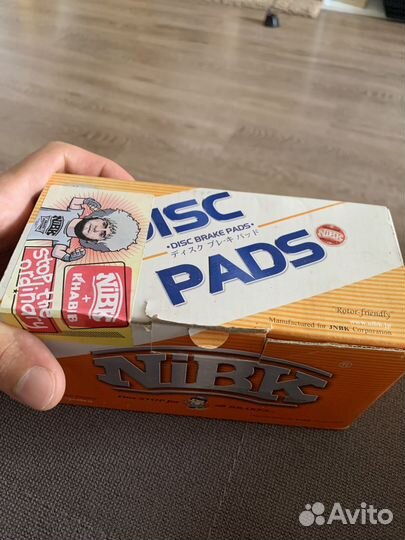 DISC
•DISC BRAKE PADS•
ディスク ブレーキ パッド
PADS
NiBK
NiBK
NiBK
+
KHABIB
stop the
ordinary
"Rotor-friendly"
Manufactured for JNBK Corporation
NiBK
®
Avito